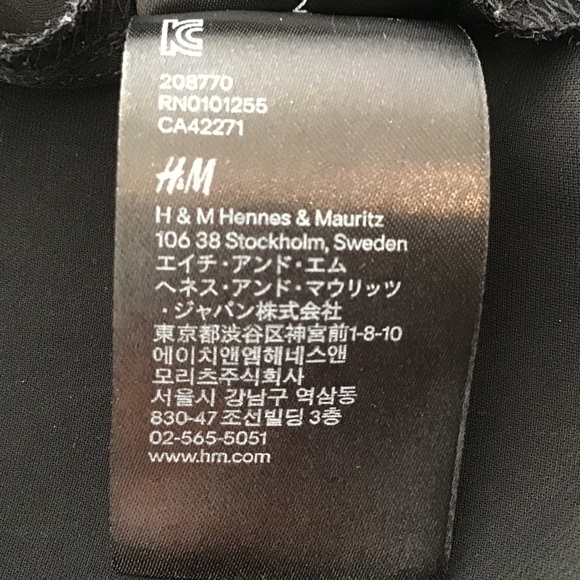 KC
208770
RN0101255
CA42271
H&M
H & M Hennes & Mauritz
106 38 Stockholm, Sweden
エイチ・アンド・エム
ヘネス・アンド・マウリッツ
・ジャパン株式会社
東京都渋谷区神宮前1-8-10
에이치앤엠헤네스앤
모리츠주식회사
서울시 강남구 역삼동
830-47 조선빌딩 3층
02-565-5051
www.hm.com